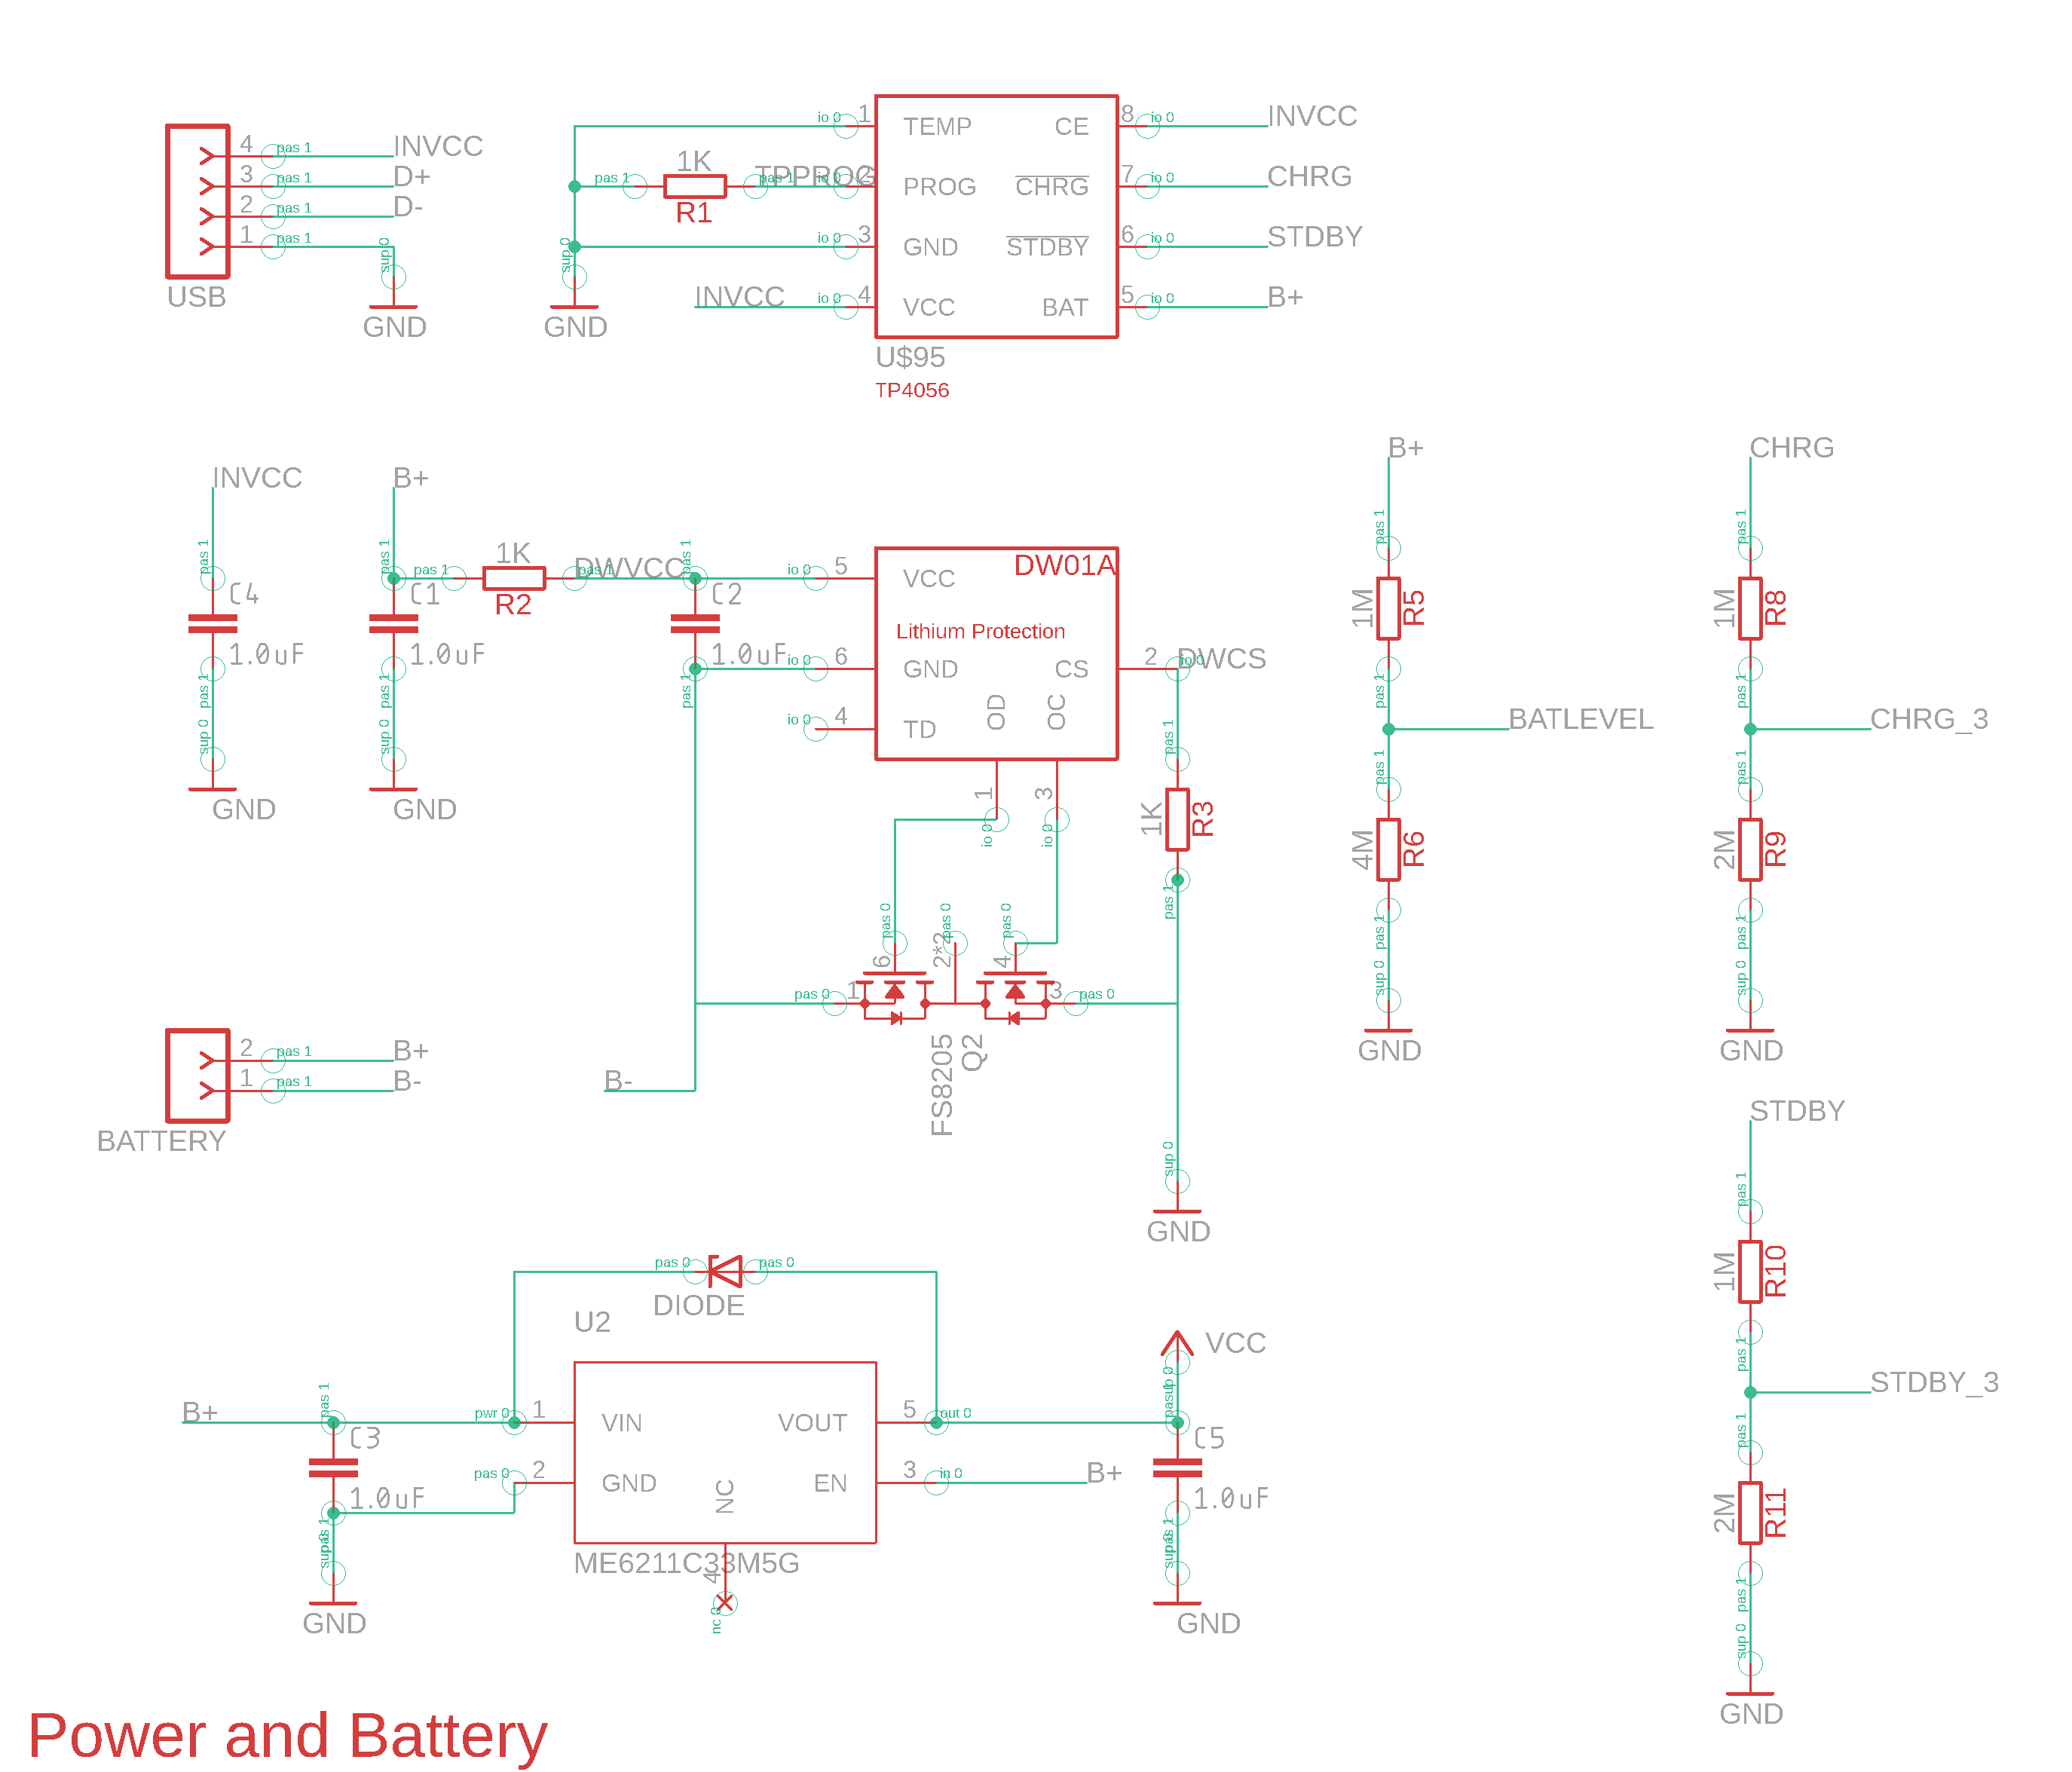 USB
4 pas 1 INVCC
3 pas 1 D+
2 pas 1 D-
1 pas 1
sup 0
GND
sup 0
GND
pas 1
1K
R1
pas 1
TPPROG
INVCC
io 0 1 TEMP
io 0 2 PROG
io 0 3 GND
io 0 4 VCC
CE 8 io 0 INVCC
CHRG 7 io 0 CHRG
STDBY 6 io 0 STDBY
BAT 5 io 0 B+
U$95
TP4056
INVCC
pas 1
C4
1.0uF
pas 1
sup 0
GND
B+
pas 1
C1
1.0uF
pas 1
sup 0
GND
pas 1
1K
R2
pas 1
DWVCC
pas 1
C2
1.0uF
pas 1
DW01A
Lithium Protection
io 0 5 VCC
io 0 6 GND
io 0 4 TD
CS 2 io 0 DWCS
OD 1 io 0
OC 3 io 0
pas 1
1K
R3
pas 1
pas 0
6
pas 0
2*2
pas 0
4
pas 0 1
3 pas 0
FS8205
Q2
B-
sup 0
GND
B+
pas 1
1M
R5
pas 1
BATLEVEL
pas 1
4M
R6
pas 1
sup 0
GND
CHRG
pas 1
1M
R8
pas 1
CHRG_3
pas 1
2M
R9
pas 1
sup 0
GND
2 pas 1 B+
1 pas 1 B-
BATTERY
STDBY
pas 1
1M
R10
pas 1
STDBY_3
pas 1
2M
R11
pas 1
sup 0
GND
pas 0 pas 0
DIODE
U2
B+
pas 1
C3
1.0uF
pas 1
sup 0
GND
pwr 0 1 VIN
pas 0 2 GND
VOUT 5 out 0
EN 3 in 0 B+
NC
4
nc 0
ME6211C33M5G
VCC
sup 0
pas 1
C5
1.0uF
pas 1
sup 0
GND
Power and Battery